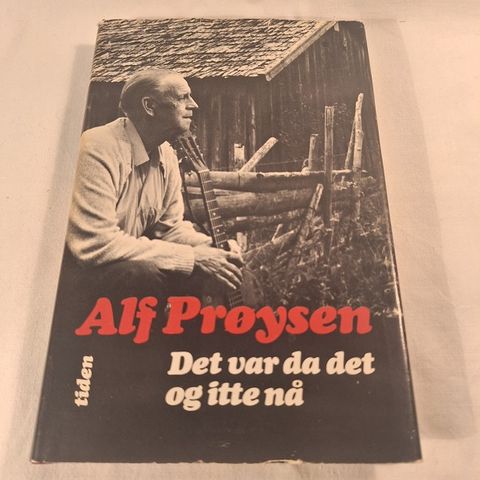 Alf Prøysen
Det var da det
og itte nå
tiden